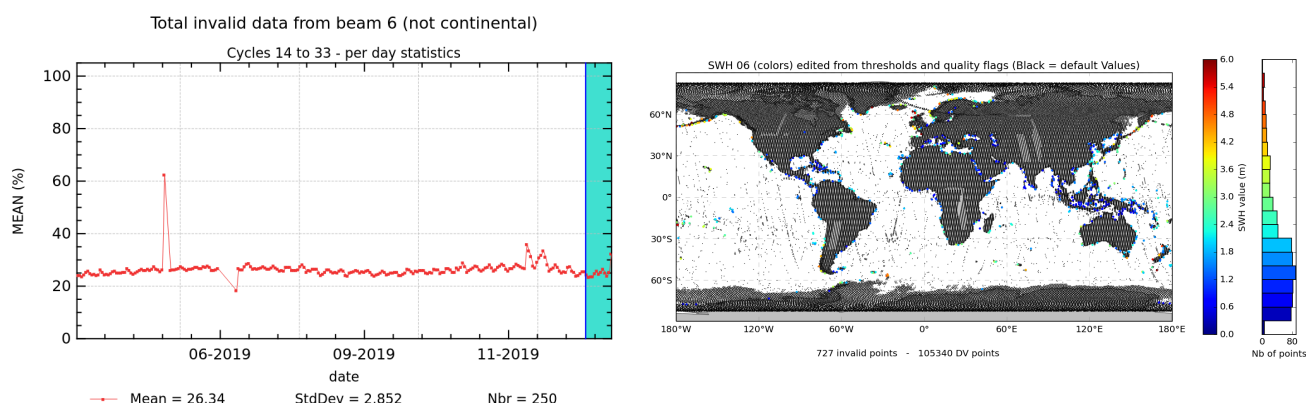 Total invalid data from beam 6 (not continental)
Cycles 14 to 33 - per day statistics
MEAN (%)
100
80
60
40
20
0
06-2019 09-2019 11-2019
date
Mean = 26.34 StdDev = 2.852 Nbr = 250
SWH 06 (colors) edited from thresholds and quality flags (Black = default Values)
60°N
30°N
0°
30°S
60°S
180°W 120°W 60°W 0° 60°E 120°E 180°E
727 invalid points - 105340 DV points
6.0
5.4
4.8
4.2
3.6
3.0
2.4
1.8
1.2
0.6
0.0
SWH value (m)
0 80
Nb of points